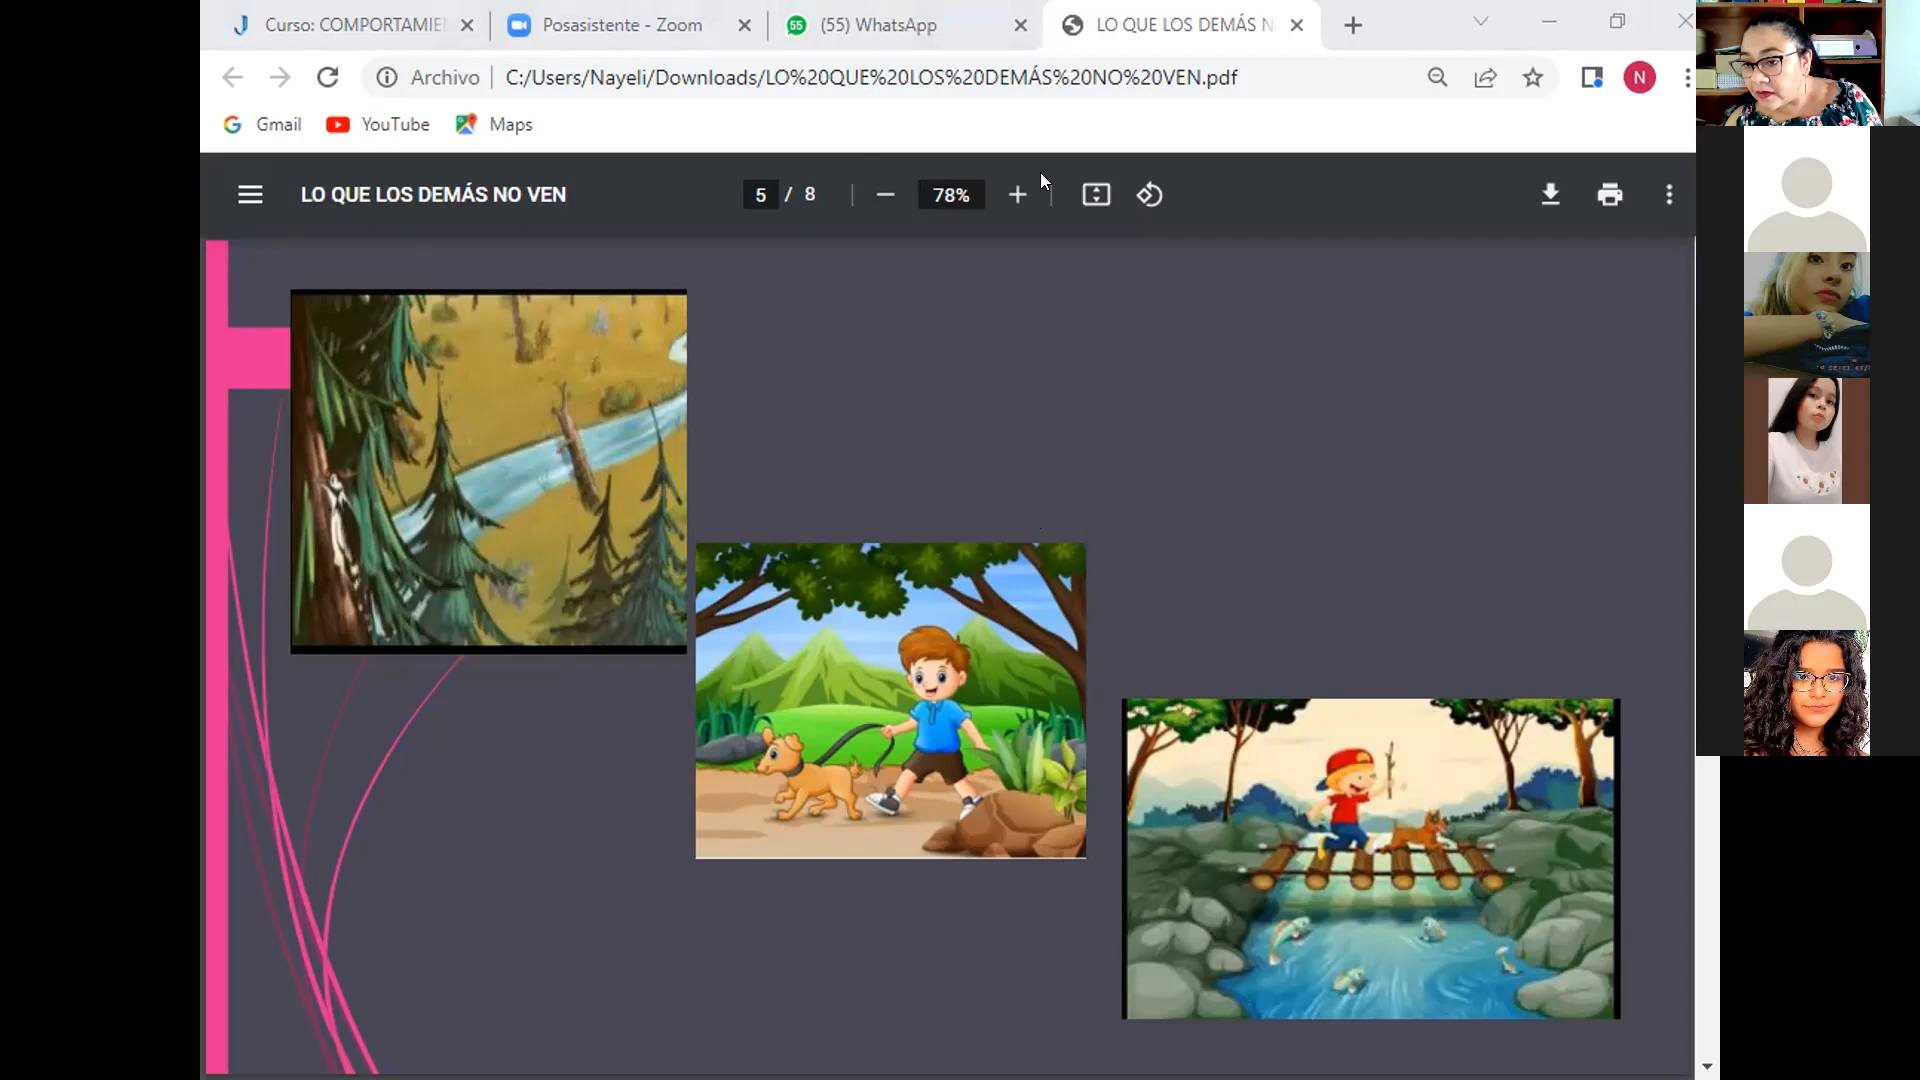 Curso: COMPORTAMIE
Posasistente - Zoom
55 (55) WhatsApp
LO QUE LOS DEMÁS N
Archivo
C:/Users/Nayeli/Downloads/LO%20QUE%20LOS%20DEMÁS%20NO%20VEN.pdf
N
Gmail
YouTube
Maps
LO QUE LOS DEMÁS NO VEN
5 / 8
78%